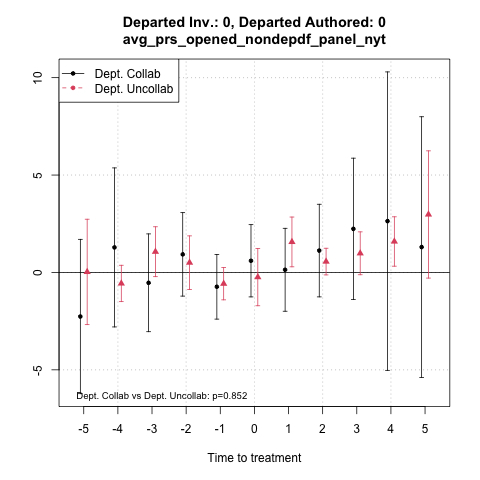 Departed Inv.: 0, Departed Authored: 0
avg_prs_opened_nondepdf_panel_nyt
Dept. Collab
Dept. Uncollab
10
5
0
-5
Dept. Collab vs Dept. Uncollab: p=0.852
-5 -4 -3 -2 -1 0 1 2 3 4 5
Time to treatment